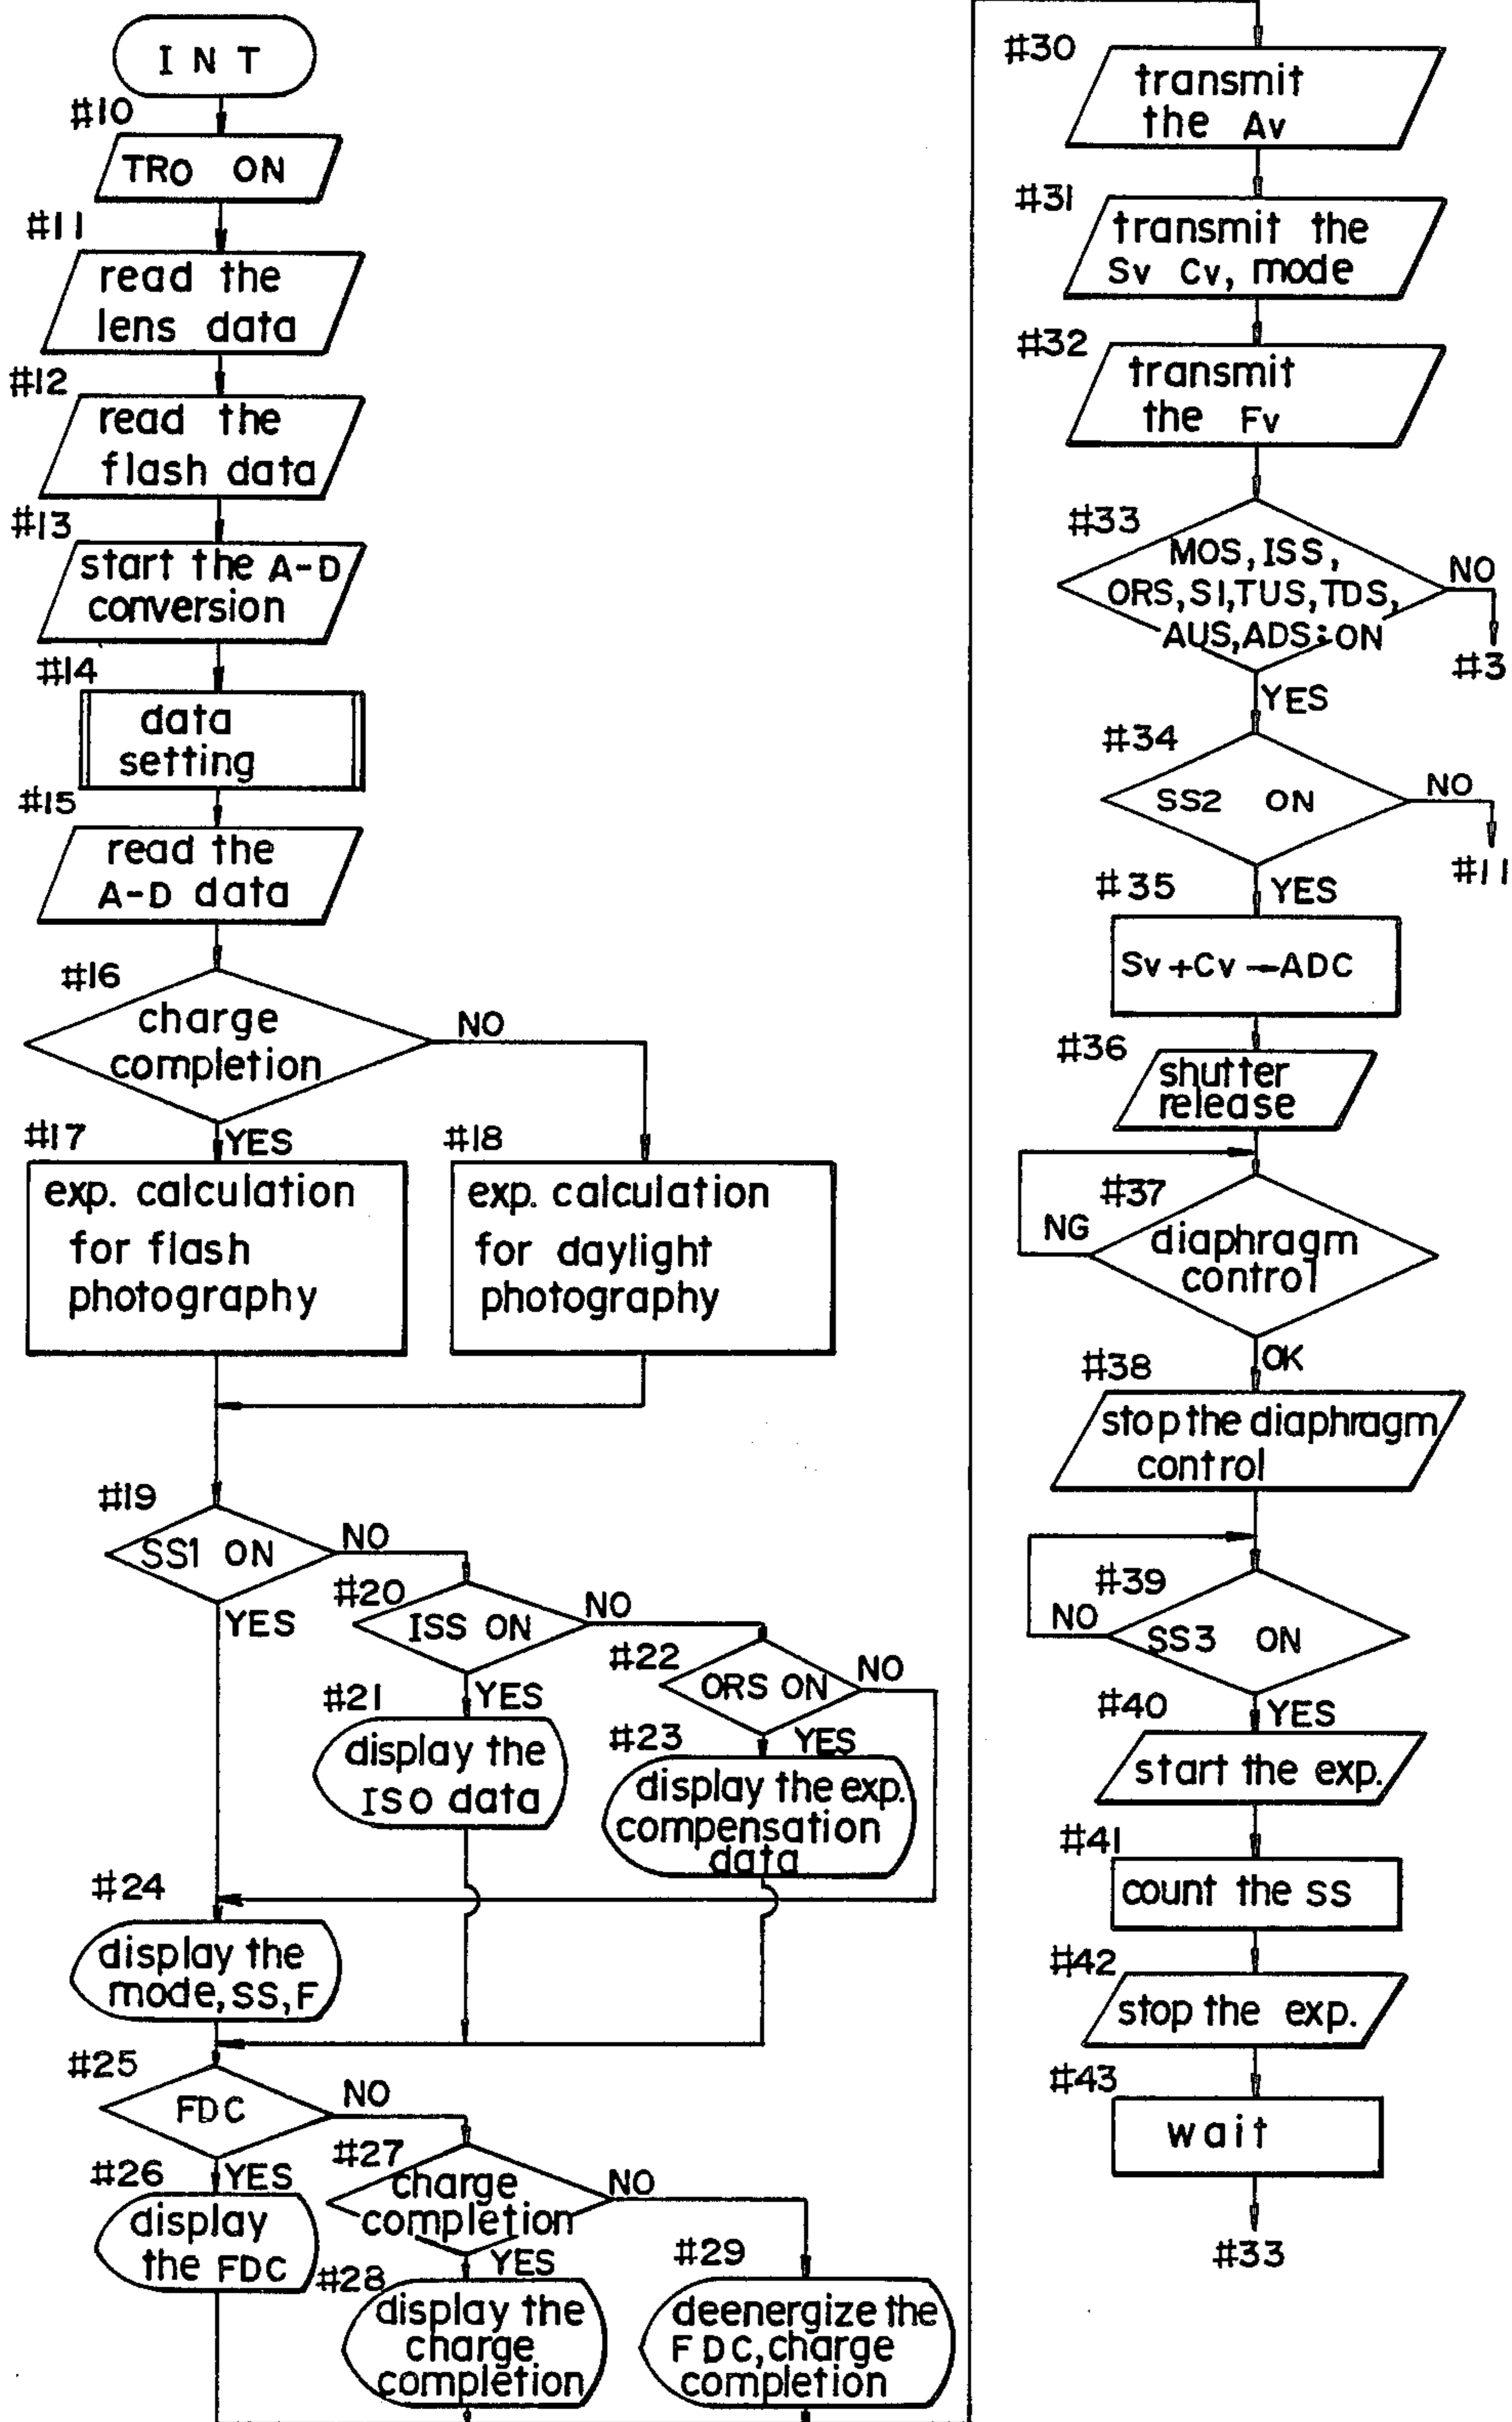 INT
#10
TRO ON
#11
read the
lens data
#12
read the
flash data
#13
start the A-D
conversion
#14
data
setting
#15
read the
A-D data
#16
charge
completion
NO
YES
#17
exp. calculation
for flash
photography
#18
exp. calculation
for daylight
photography
#19
SS1 ON
NO
YES
#20
ISS ON
NO
YES
#21
display the
ISO data
#22
ORS ON
NO
YES
#23
display the exp.
compensation
data
#24
display the
mode, SS, F
#25
FDC
NO
YES
#26
display
the FDC
#27
charge
completion
NO
YES
#28
display the
charge
completion
#29
deenergize the
FDC, charge
completion
#30
transmit
the Av
#31
transmit the
Sv Cv, mode
#32
transmit
the Fv
#33
MOS, ISS,
ORS, SI, TUS, TDS,
AUS, ADS : ON
NO
#3
YES
#34
SS2 ON
NO
#11
YES
#35
Sv + Cv → ADC
#36
shutter
release
#37
NG
diaphragm
control
OK
#38
stop the diaphragm
control
#39
NO
SS3 ON
YES
#40
start the exp.
#41
count the SS
#42
stop the exp.
#43
wait
#33